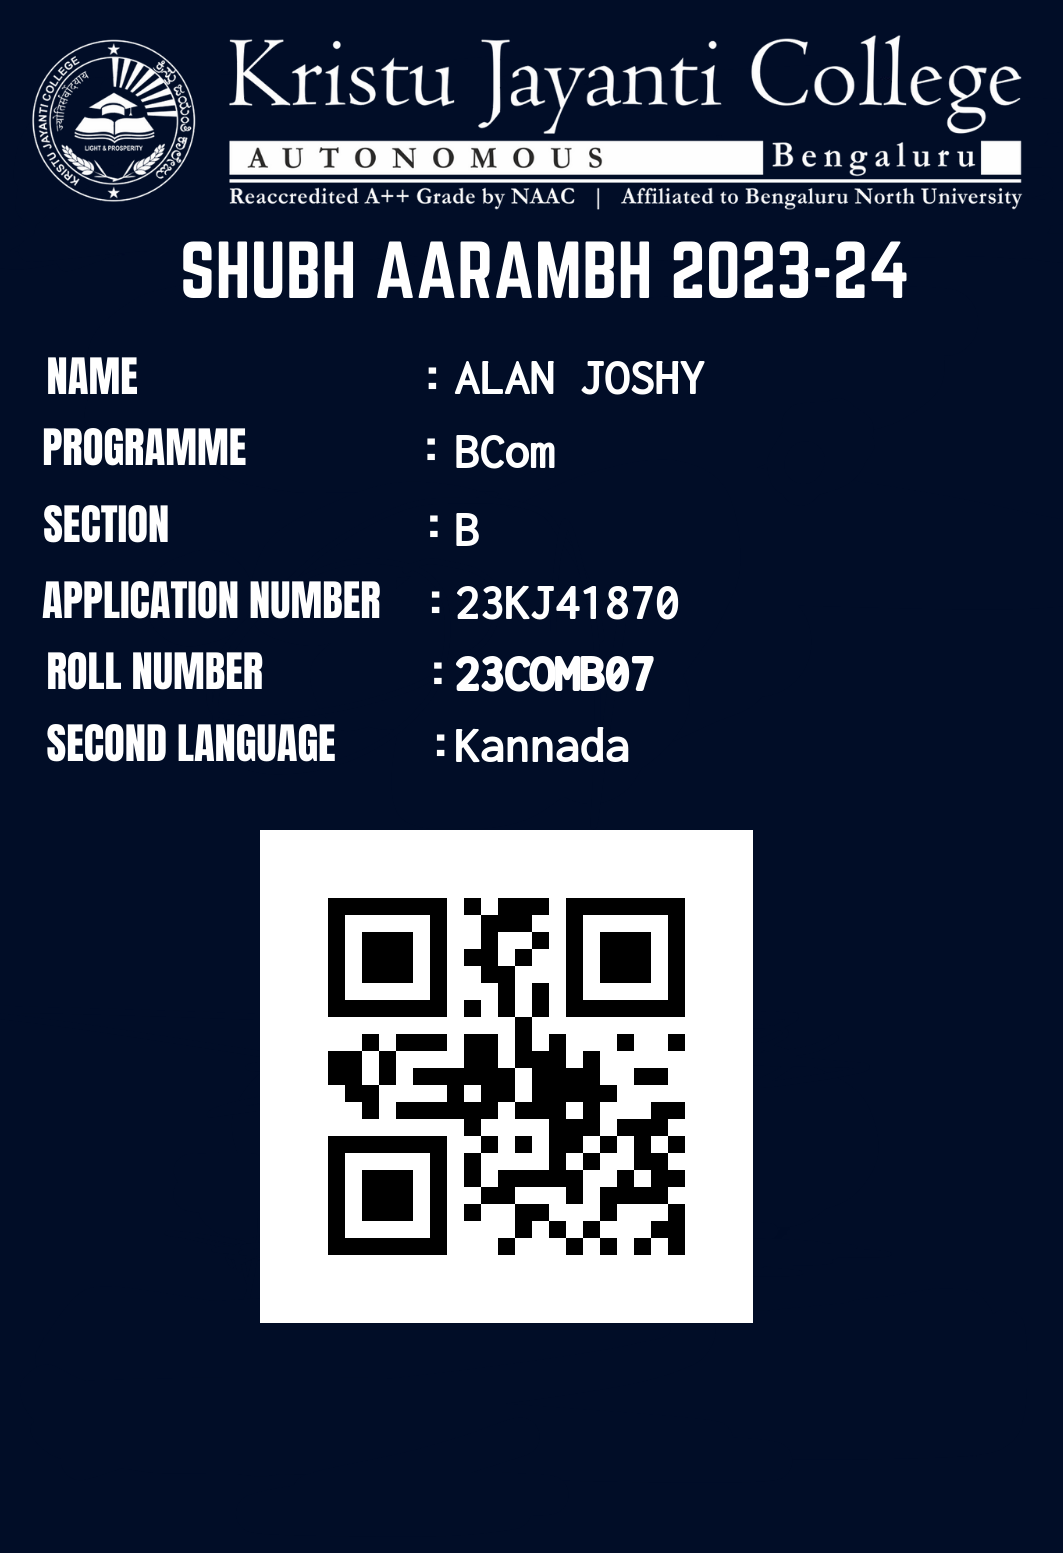 KRISTU JAYANTI COLLEGE
ಕ್ರಿಸ್ತು ಜಯಂತಿ ಕಾಲೇಜು
LIGHT & PROSPERITY
Kristu Jayanti College
AUTONOMOUS Bengaluru
Reaccredited A++ Grade by NAAC | Affiliated to Bengaluru North University
SHUBH AARAMBH 2023-24
NAME : ALAN JOSHY
PROGRAMME : BCom
SECTION : B
APPLICATION NUMBER : 23KJ41870
ROLL NUMBER : 23COMB07
SECOND LANGUAGE :Kannada